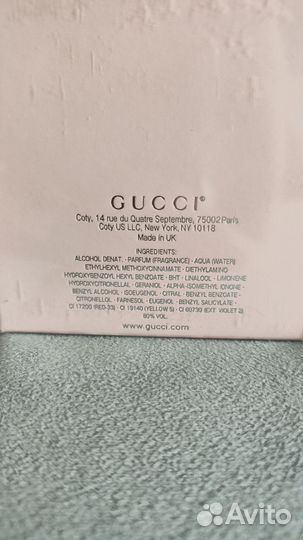 GUCCI®
Coty, 14 rue du Quatre Septembre, 75002 Paris
Coty US LLC, New York, NY 10118
Made in UK
INGREDIENTS:
ALCOHOL DENAT. · PARFUM (FRAGRANCE) · AQUA (WATER)
ETHYLHEXYL METHOXYCINNAMATE · DIETHYLAMINO
HYDROXYBENZOYL HEXYL BENZOATE · BHT · LINALOOL · LIMONENE
HYDROXYCITRONELLAL · GERANIOL · ALPHA-ISOMETHYL IONONE ·
BENZYL ALCOHOL · ISOEUGENOL · CITRAL · BENZYL BENZOATE ·
CITRONELLOL · FARNESOL · EUGENOL · BENZYL SALICYLATE ·
CI 17200 (RED 33) · CI 19140 (YELLOW 5) · CI 60730 (EXT. VIOLET 2)
80% VOL.
www.gucci.com
Avito